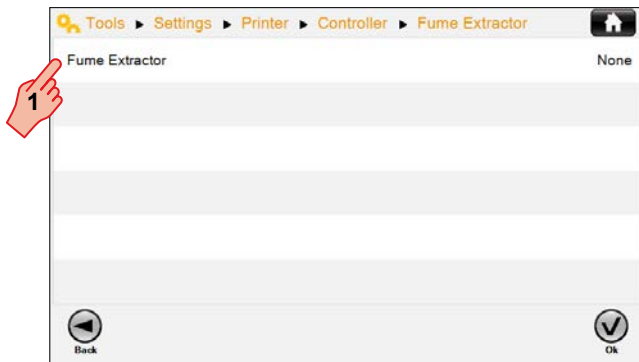 Tools ▶ Settings ▶ Printer ▶ Controller ▶ Fume Extractor
Fume Extractor None
1
Back Ok